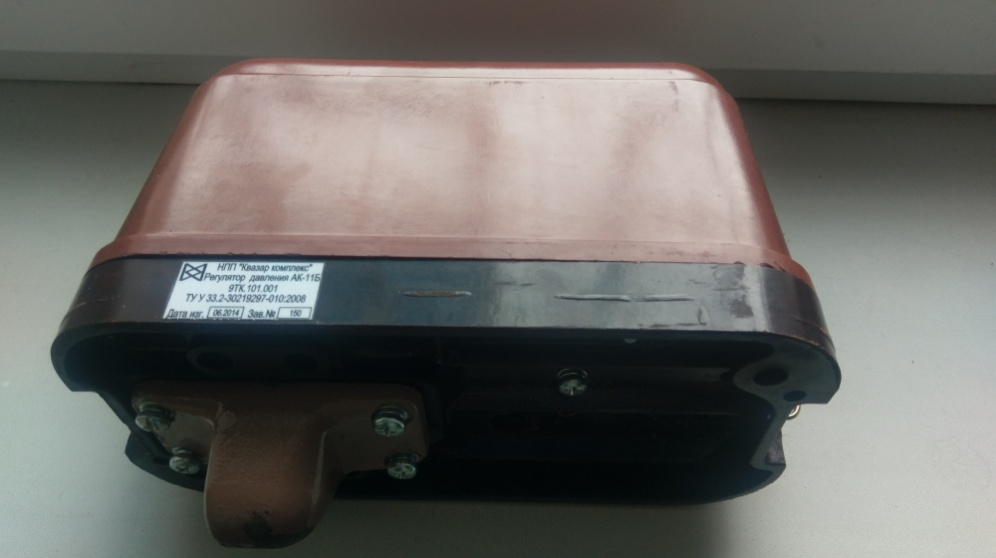 НПП "Квазар комплекс"
Регулятор давления АК-11Б
9ТК.101.001
ТУ У 33.2-30219297-010:2008
Дата изг. 06.2014 Зав.№ 150